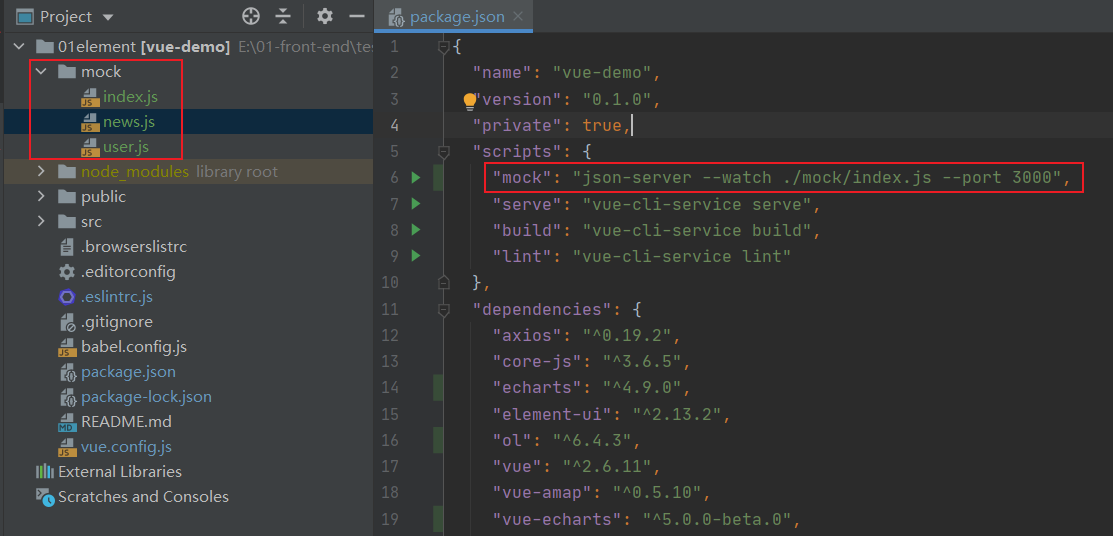 Project
01element [vue-demo] E:\01-front-end\te
mock
index.js
news.js
user.js
node_modules library root
public
src
.browserslistrc
.editorconfig
.eslintrc.js
.gitignore
babel.config.js
package.json
package-lock.json
README.md
vue.config.js
External Libraries
Scratches and Consoles
package.json
1 {
2 "name": "vue-demo",
3 "version": "0.1.0",
4 "private": true,
5 "scripts": {
6 "mock": "json-server --watch ./mock/index.js --port 3000",
7 "serve": "vue-cli-service serve",
8 "build": "vue-cli-service build",
9 "lint": "vue-cli-service lint"
10 },
11 "dependencies": {
12 "axios": "^0.19.2",
13 "core-js": "^3.6.5",
14 "echarts": "^4.9.0",
15 "element-ui": "^2.13.2",
16 "ol": "^6.4.3",
17 "vue": "^2.6.11",
18 "vue-amap": "^0.5.10",
19 "vue-echarts": "^5.0.0-beta.0",